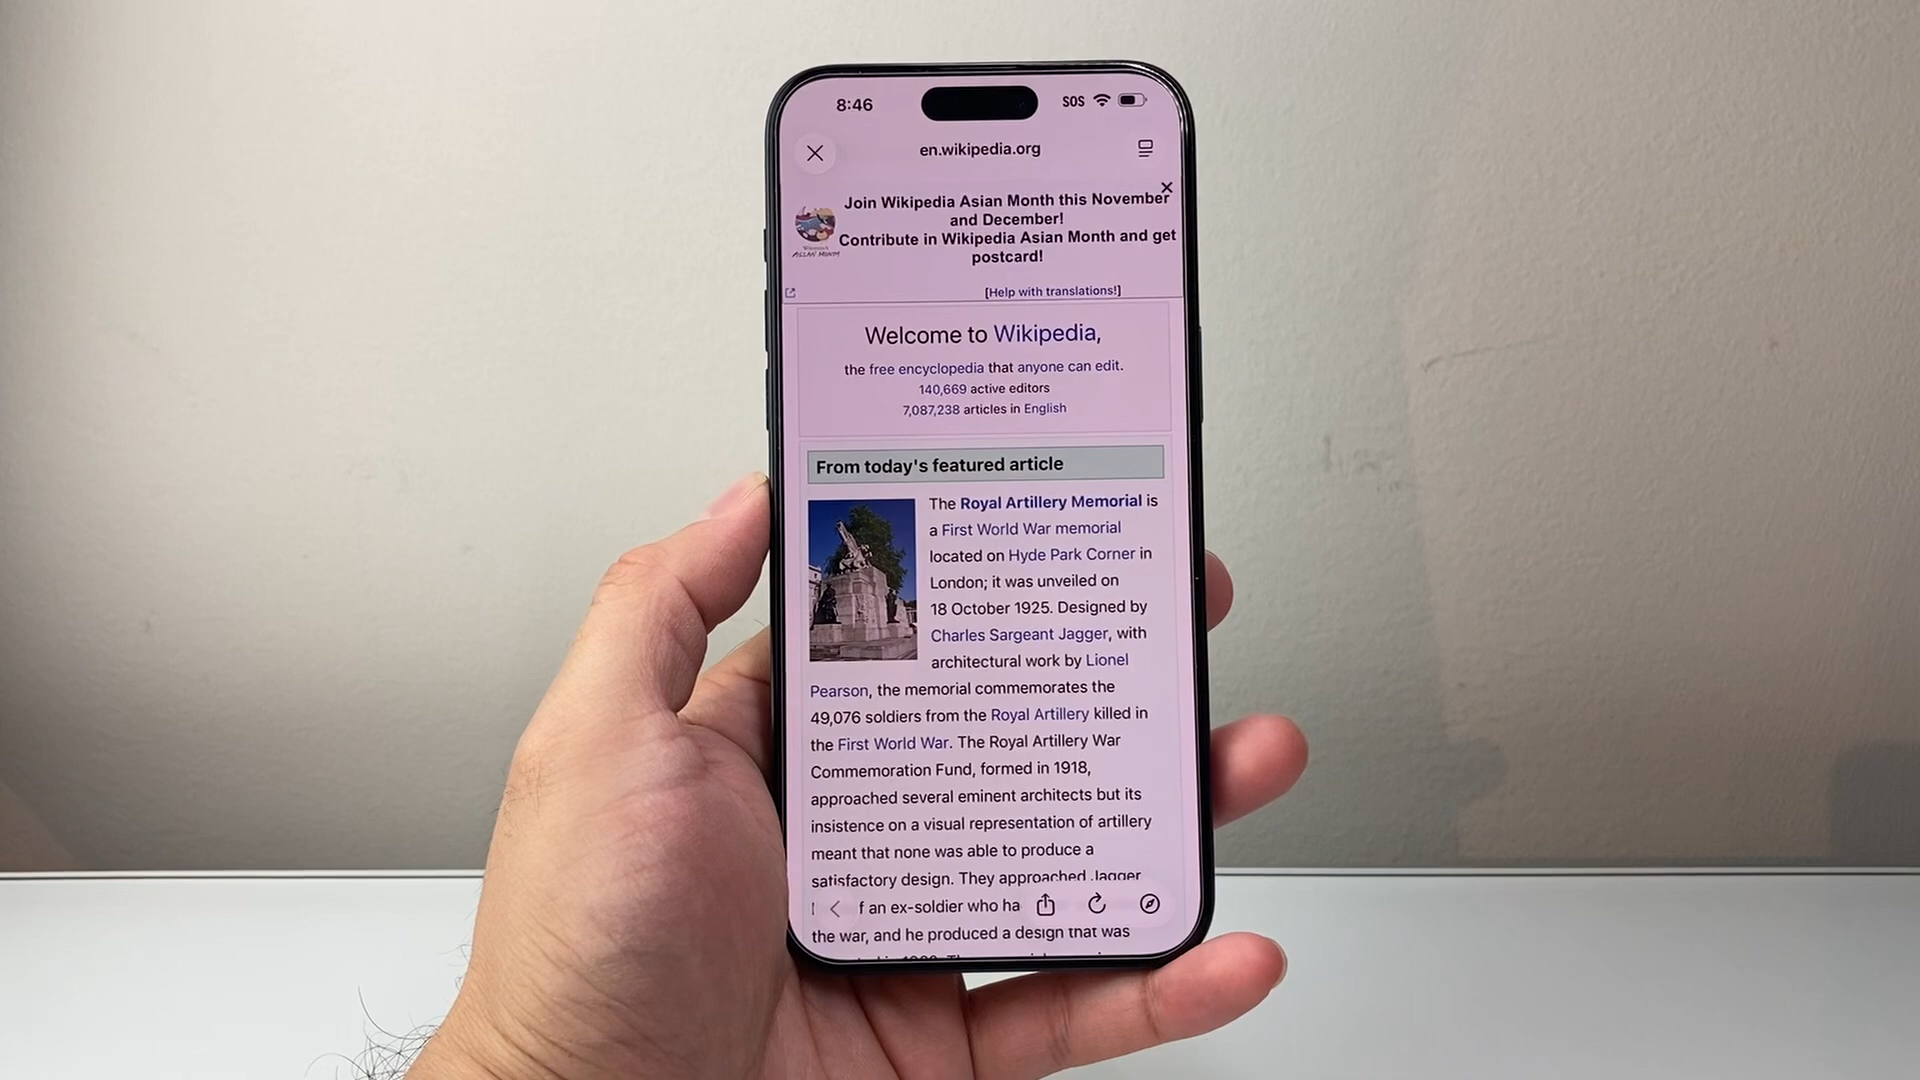 8:46
SOS
en.wikipedia.org
Join Wikipedia Asian Month this November
and December!
Contribute in Wikipedia Asian Month and get
postcard!
ASIAN MONTH
[Help with translations!]
Welcome to Wikipedia,
the free encyclopedia that anyone can edit.
140,669 active editors
7,087,238 articles in English
From today's featured article
The Royal Artillery Memorial is
a First World War memorial
located on Hyde Park Corner in
London; it was unveiled on
18 October 1925. Designed by
Charles Sargeant Jagger, with
architectural work by Lionel
Pearson, the memorial commemorates the
49,076 soldiers from the Royal Artillery killed in
the First World War. The Royal Artillery War
Commemoration Fund, formed in 1918,
approached several eminent architects but its
insistence on a visual representation of artillery
meant that none was able to produce a
satisfactory design. They approached Jagger
f an ex-soldier who ha
the war, and he produced a design that was